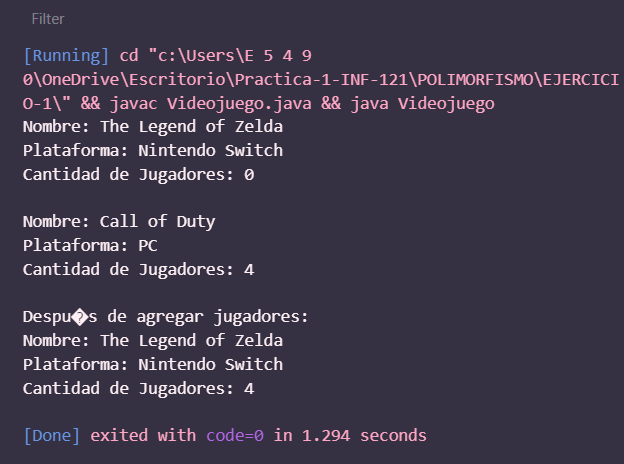 Filter
[Running] cd "c:\Users\E 5 4 9
0\OneDrive\Escritorio\Practica-1-INF-121\POLIMORFISMO\EJERCICI
O-1\" && javac Videojuego.java && java Videojuego
Nombre: The Legend of Zelda
Plataforma: Nintendo Switch
Cantidad de Jugadores: 0

Nombre: Call of Duty
Plataforma: PC
Cantidad de Jugadores: 4

Despu�s de agregar jugadores:
Nombre: The Legend of Zelda
Plataforma: Nintendo Switch
Cantidad de Jugadores: 4

[Done] exited with code=0 in 1.294 seconds